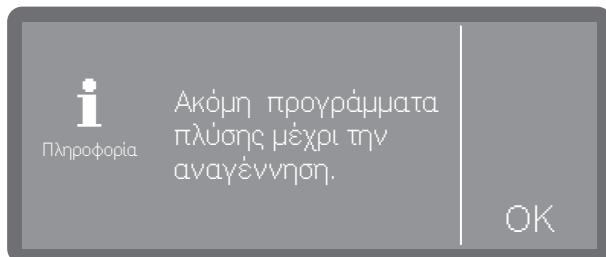 i
Πληροφορία
Ακόμη προγράμματα
πλύσης μέχρι την
αναγέννηση.
OK